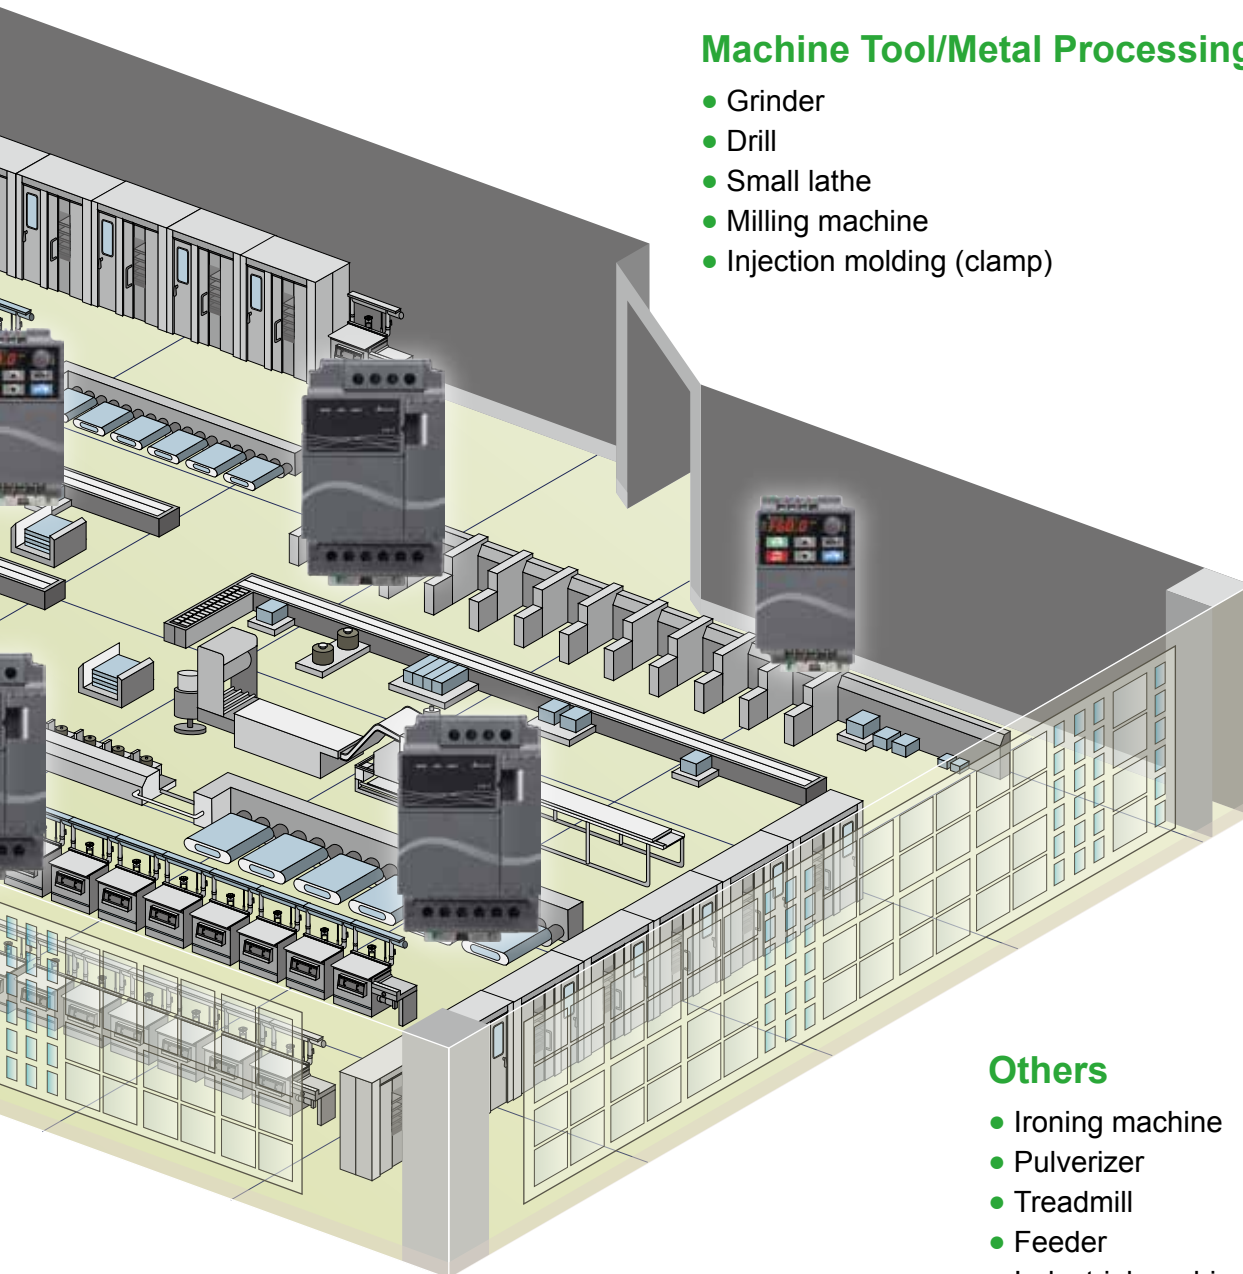 Machine Tool/Metal Processing
● Grinder
● Drill
● Small lathe
● Milling machine
● Injection molding (clamp)
Others
● Ironing machine
● Pulverizer
● Treadmill
● Feeder